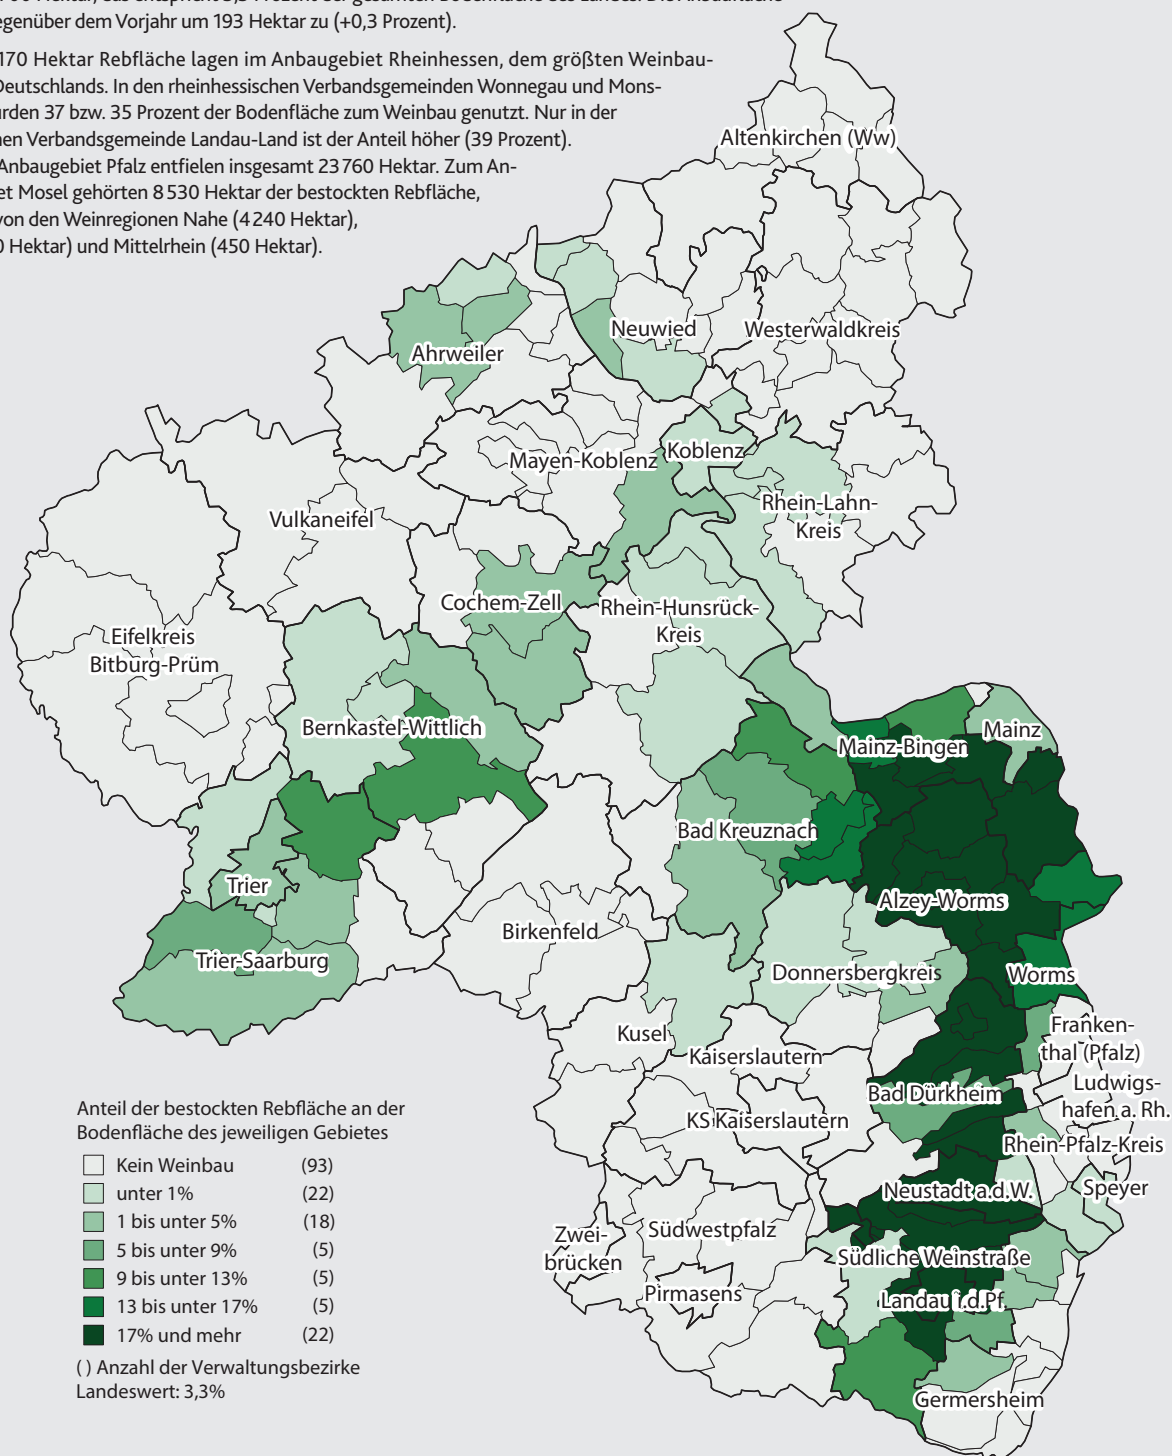 egenüber dem Vorjahr um 193 Hektar zu (+0,3 Prozent).
170 Hektar Rebfläche lagen im Anbaugebiet Rheinhessen, dem größten Weinbau-
Deutschlands. In den rheinhessischen Verbandsgemeinden Wonnegau und Mons-
urden 37 bzw. 35 Prozent der Bodenfläche zum Weinbau genutzt. Nur in der
hen Verbandsgemeinde Landau-Land ist der Anteil höher (39 Prozent).
Anbaugebiet Pfalz entfielen insgesamt 23 760 Hektar. Zum An-
et Mosel gehörten 8 530 Hektar der bestockten Rebfläche,
von den Weinregionen Nahe (4 240 Hektar),
0 Hektar) und Mittelrhein (450 Hektar).
Altenkirchen (Ww)
Neuwied
Westerwaldkreis
Ahrweiler
Koblenz
Mayen-Koblenz
Rhein-Lahn-
Kreis
Vulkaneifel
Cochem-Zell
Rhein-Hunsrück-
Kreis
Eifelkreis
Bitburg-Prüm
Bernkastel-Wittlich
Mainz
Mainz-Bingen
Bad Kreuznach
Trier
Alzey-Worms
Birkenfeld
Trier-Saarburg
Donnersbergkreis
Worms
Kusel
Franken-
thal (Pfalz)
Kaiserslautern
Ludwigs-
hafen a. Rh.
Bad Dürkheim
KS Kaiserslautern
Rhein-Pfalz-Kreis
Neustadt a.d.W.
Speyer
Zwei-
brücken
Südwestpfalz
Südliche Weinstraße
Pirmasens
Landau i.d.Pf.
Germersheim
Anteil der bestockten Rebfläche an der
Bodenfläche des jeweiligen Gebietes
Kein Weinbau (93)
unter 1% (22)
1 bis unter 5% (18)
5 bis unter 9% (5)
9 bis unter 13% (5)
13 bis unter 17% (5)
17% und mehr (22)
( ) Anzahl der Verwaltungsbezirke
Landeswert: 3,3%